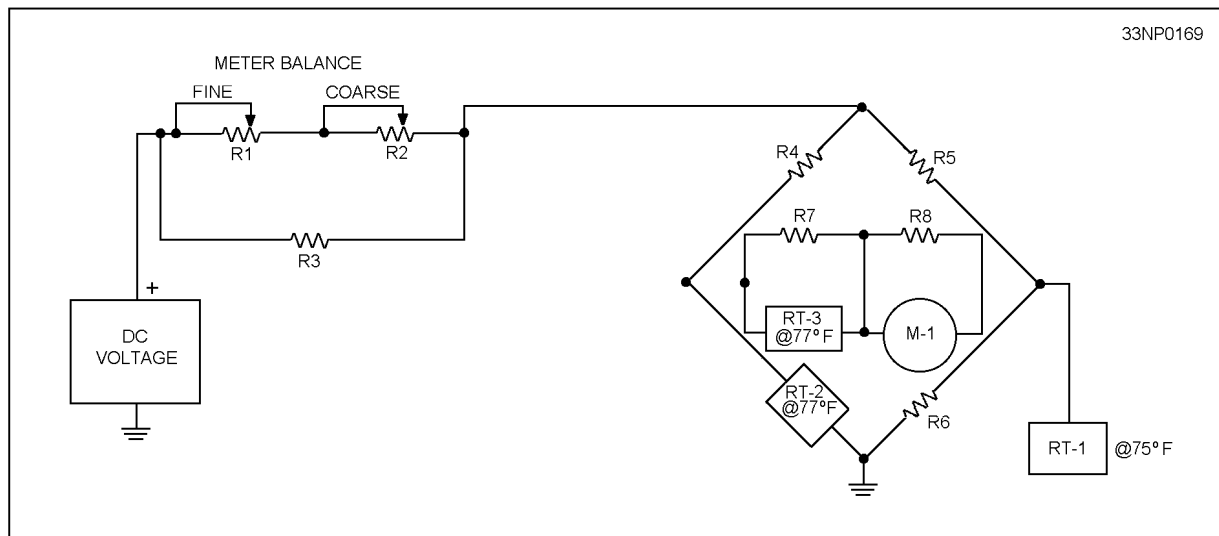 33NP0169
METER BALANCE
FINE
COARSE
R1
R2
R3
+
DC
VOLTAGE
R4
R5
R7
R8
RT-3
@77°F
M-1
RT-2
@77°F
R6
RT-1
@75°F